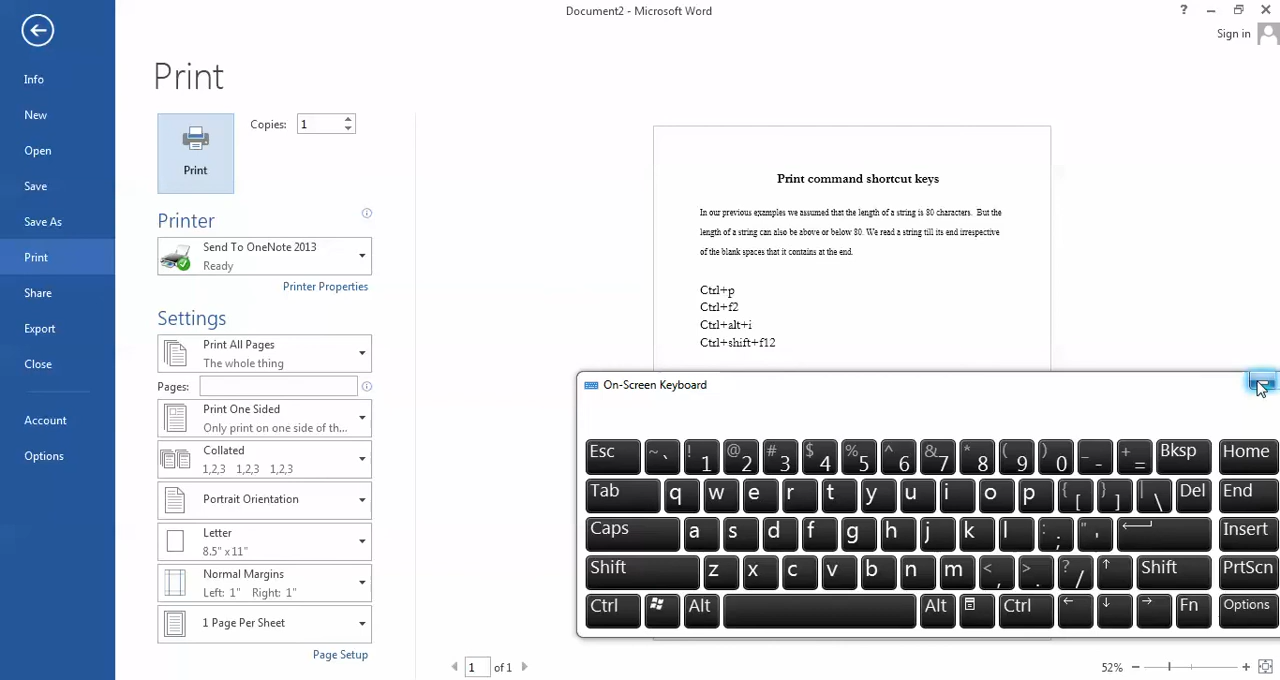 Document2 - Microsoft Word
?
Sign in
Info
New
Open
Save
Save As
Print
Share
Export
Close
Account
Options
Print
Print
Copies: 1
Printer
Send To OneNote 2013
Ready
Printer Properties
Settings
Print All Pages
The whole thing
Pages:
Print One Sided
Only print on one side of th...
Collated
1,2,3 1,2,3 1,2,3
Portrait Orientation
Letter
8.5" x 11"
Normal Margins
Left: 1" Right: 1"
1 Page Per Sheet
Page Setup
Print command shortcut keys
In our previous examples we assumed that the length of a string is 80 characters. But the
length of a string can also be above or below 80. We read a string till its end irrespective
of the blank spaces that it contains at the end.
Ctrl+p
Ctrl+f2
Ctrl+alt+i
Ctrl+shift+f12
On-Screen Keyboard
Esc ~ ` ! 1 @ 2 # 3 $ 4 % 5 ^ 6 & 7 * 8 ( 9 ) 0 _ - + = Bksp Home
Tab q w e r t y u i o p { [ } ] | \ Del End
Caps a s d f g h j k l : ; " ' Insert
Shift z x c v b n m < , > . ? / ↑ Shift PrtScn
Ctrl Alt Alt Ctrl ← ↓ → Fn Options
1 of 1
52% - +